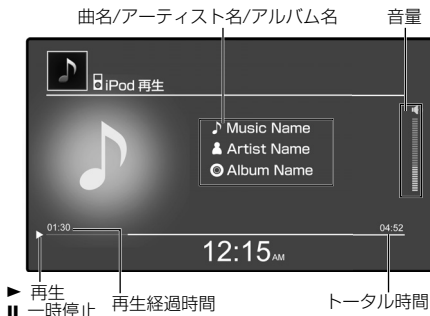 曲名/アーティスト名/アルバム名
音量
iPod 再生
Music Name
Artist Name
Album Name
01:30
04:52
12:15AM
► 再生
II 一時停止
再生経過時間
トータル時間